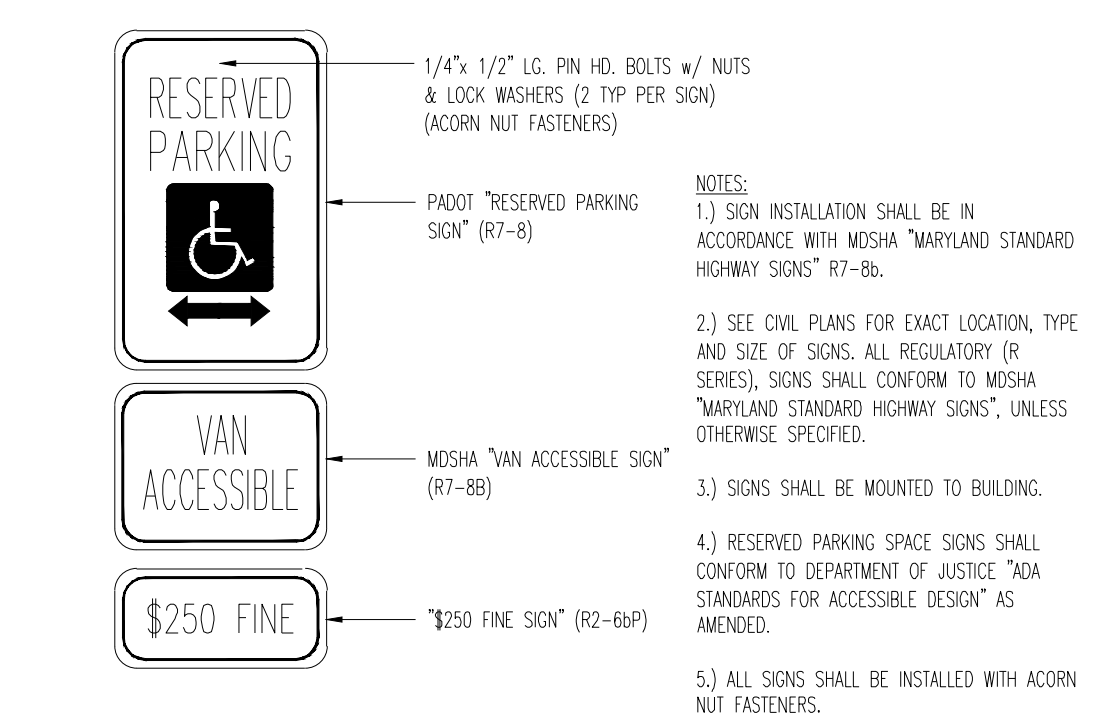 RESERVED
PARKING
VAN
ACCESSIBLE
$250 FINE
1/4"x 1/2" LG. PIN HD. BOLTS w/ NUTS
& LOCK WASHERS (2 TYP PER SIGN)
(ACORN NUT FASTENERS)
PADOT "RESERVED PARKING
SIGN" (R7-8)
MDSHA "VAN ACCESSIBLE SIGN"
(R7-8B)
"$250 FINE SIGN" (R2-6bP)
NOTES:
1.) SIGN INSTALLATION SHALL BE IN
ACCORDANCE WITH MDSHA "MARYLAND STANDARD
HIGHWAY SIGNS" R7-8b.
2.) SEE CIVIL PLANS FOR EXACT LOCATION, TYPE
AND SIZE OF SIGNS. ALL REGULATORY (R
SERIES), SIGNS SHALL CONFORM TO MDSHA
"MARYLAND STANDARD HIGHWAY SIGNS", UNLESS
OTHERWISE SPECIFIED.
3.) SIGNS SHALL BE MOUNTED TO BUILDING.
4.) RESERVED PARKING SPACE SIGNS SHALL
CONFORM TO DEPARTMENT OF JUSTICE "ADA
STANDARDS FOR ACCESSIBLE DESIGN" AS
AMENDED.
5.) ALL SIGNS SHALL BE INSTALLED WITH ACORN
NUT FASTENERS.